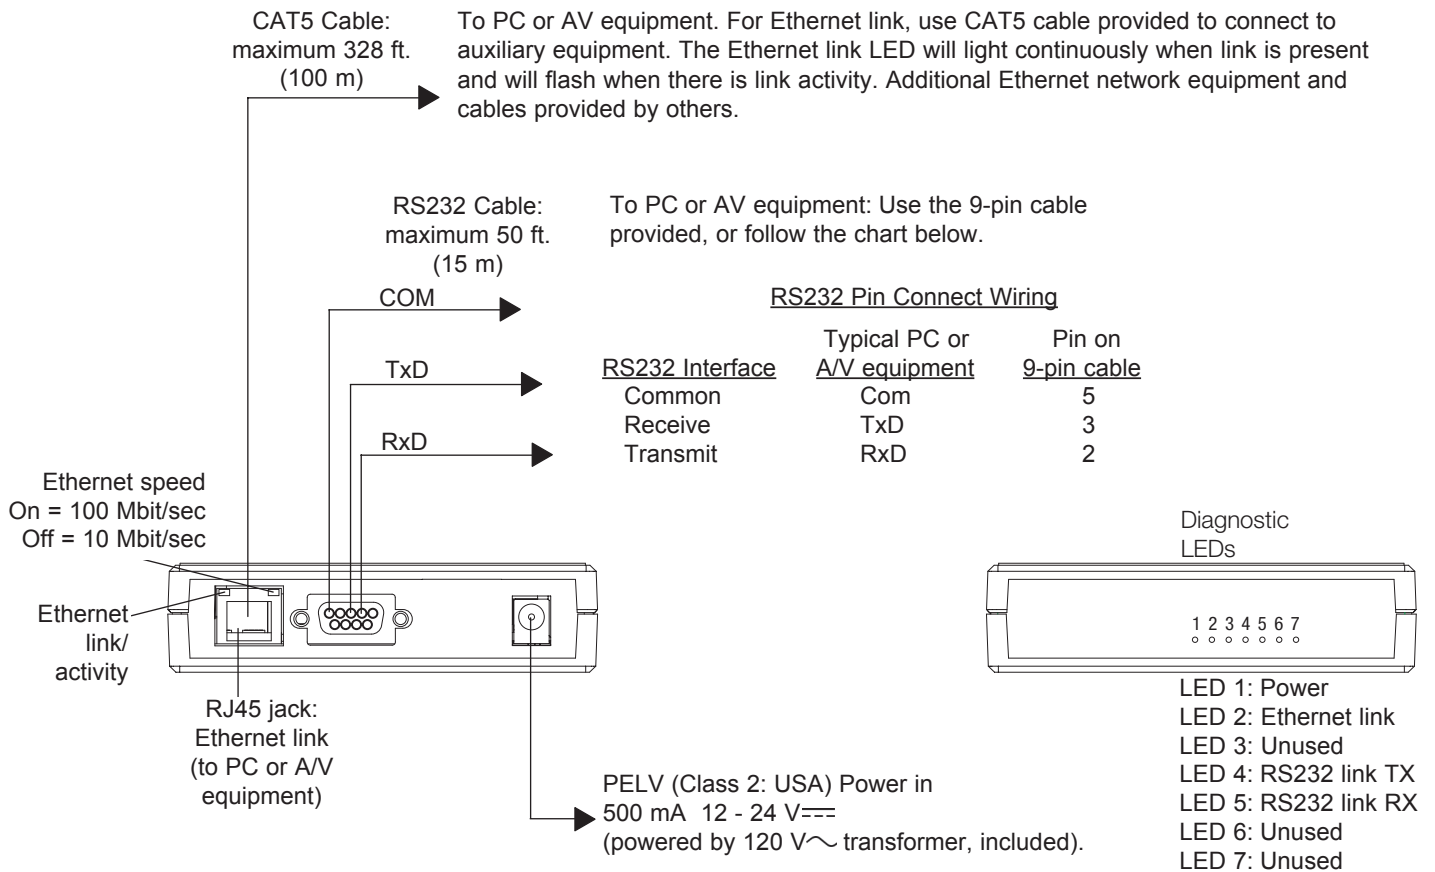 CAT5 Cable:
maximum 328 ft.
(100 m)
To PC or AV equipment. For Ethernet link, use CAT5 cable provided to connect to
auxiliary equipment. The Ethernet link LED will light continuously when link is present
and will flash when there is link activity. Additional Ethernet network equipment and
cables provided by others.
RS232 Cable:
maximum 50 ft.
(15 m)
To PC or AV equipment: Use the 9-pin cable
provided, or follow the chart below.
COM
TxD
RxD
RS232 Pin Connect Wiring
Typical PC or Pin on
RS232 Interface A/V equipment 9-pin cable
Common Com 5
Receive TxD 3
Transmit RxD 2
Ethernet speed
On = 100 Mbit/sec
Off = 10 Mbit/sec
Ethernet
link/
activity
RJ45 jack:
Ethernet link
(to PC or A/V
equipment)
PELV (Class 2: USA) Power in
500 mA 12 - 24 V⎓
(powered by 120 V~ transformer, included).
Diagnostic
LEDs
1 2 3 4 5 6 7
LED 1: Power
LED 2: Ethernet link
LED 3: Unused
LED 4: RS232 link TX
LED 5: RS232 link RX
LED 6: Unused
LED 7: Unused